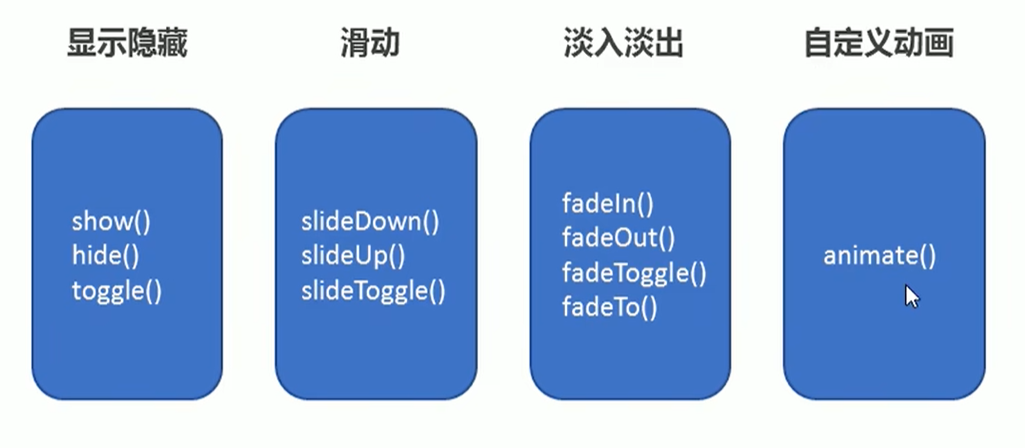 显示隐藏
滑动
淡入淡出
自定义动画
show()
hide()
toggle()
slideDown()
slideUp()
slideToggle()
fadeIn()
fadeOut()
fadeToggle()
fadeTo()
animate()